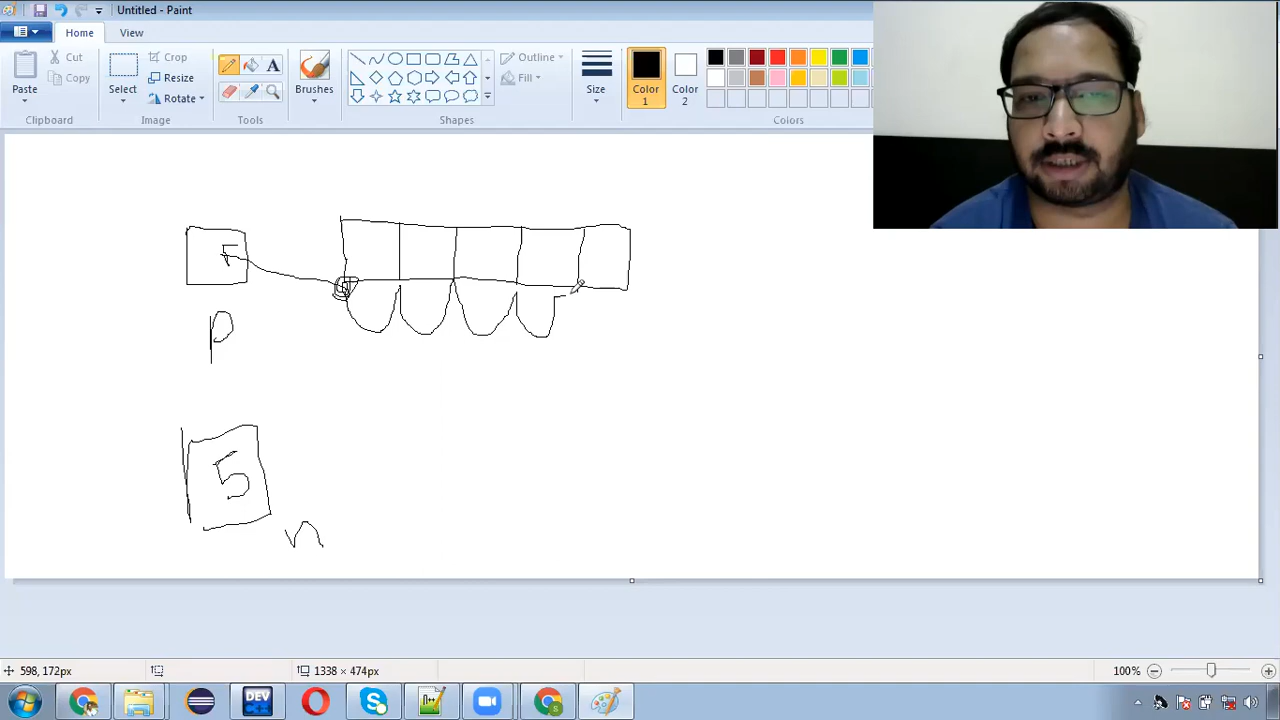 Untitled - Paint
Home
View
Paste
Cut
Copy
Clipboard
Select
Crop
Resize
Rotate
Image
Tools
Brushes
Shapes
Outline
Fill
Size
Color 1
Color 2
Colors
p
5
n
598, 172px
1338 × 474px
100%
DEV
C++